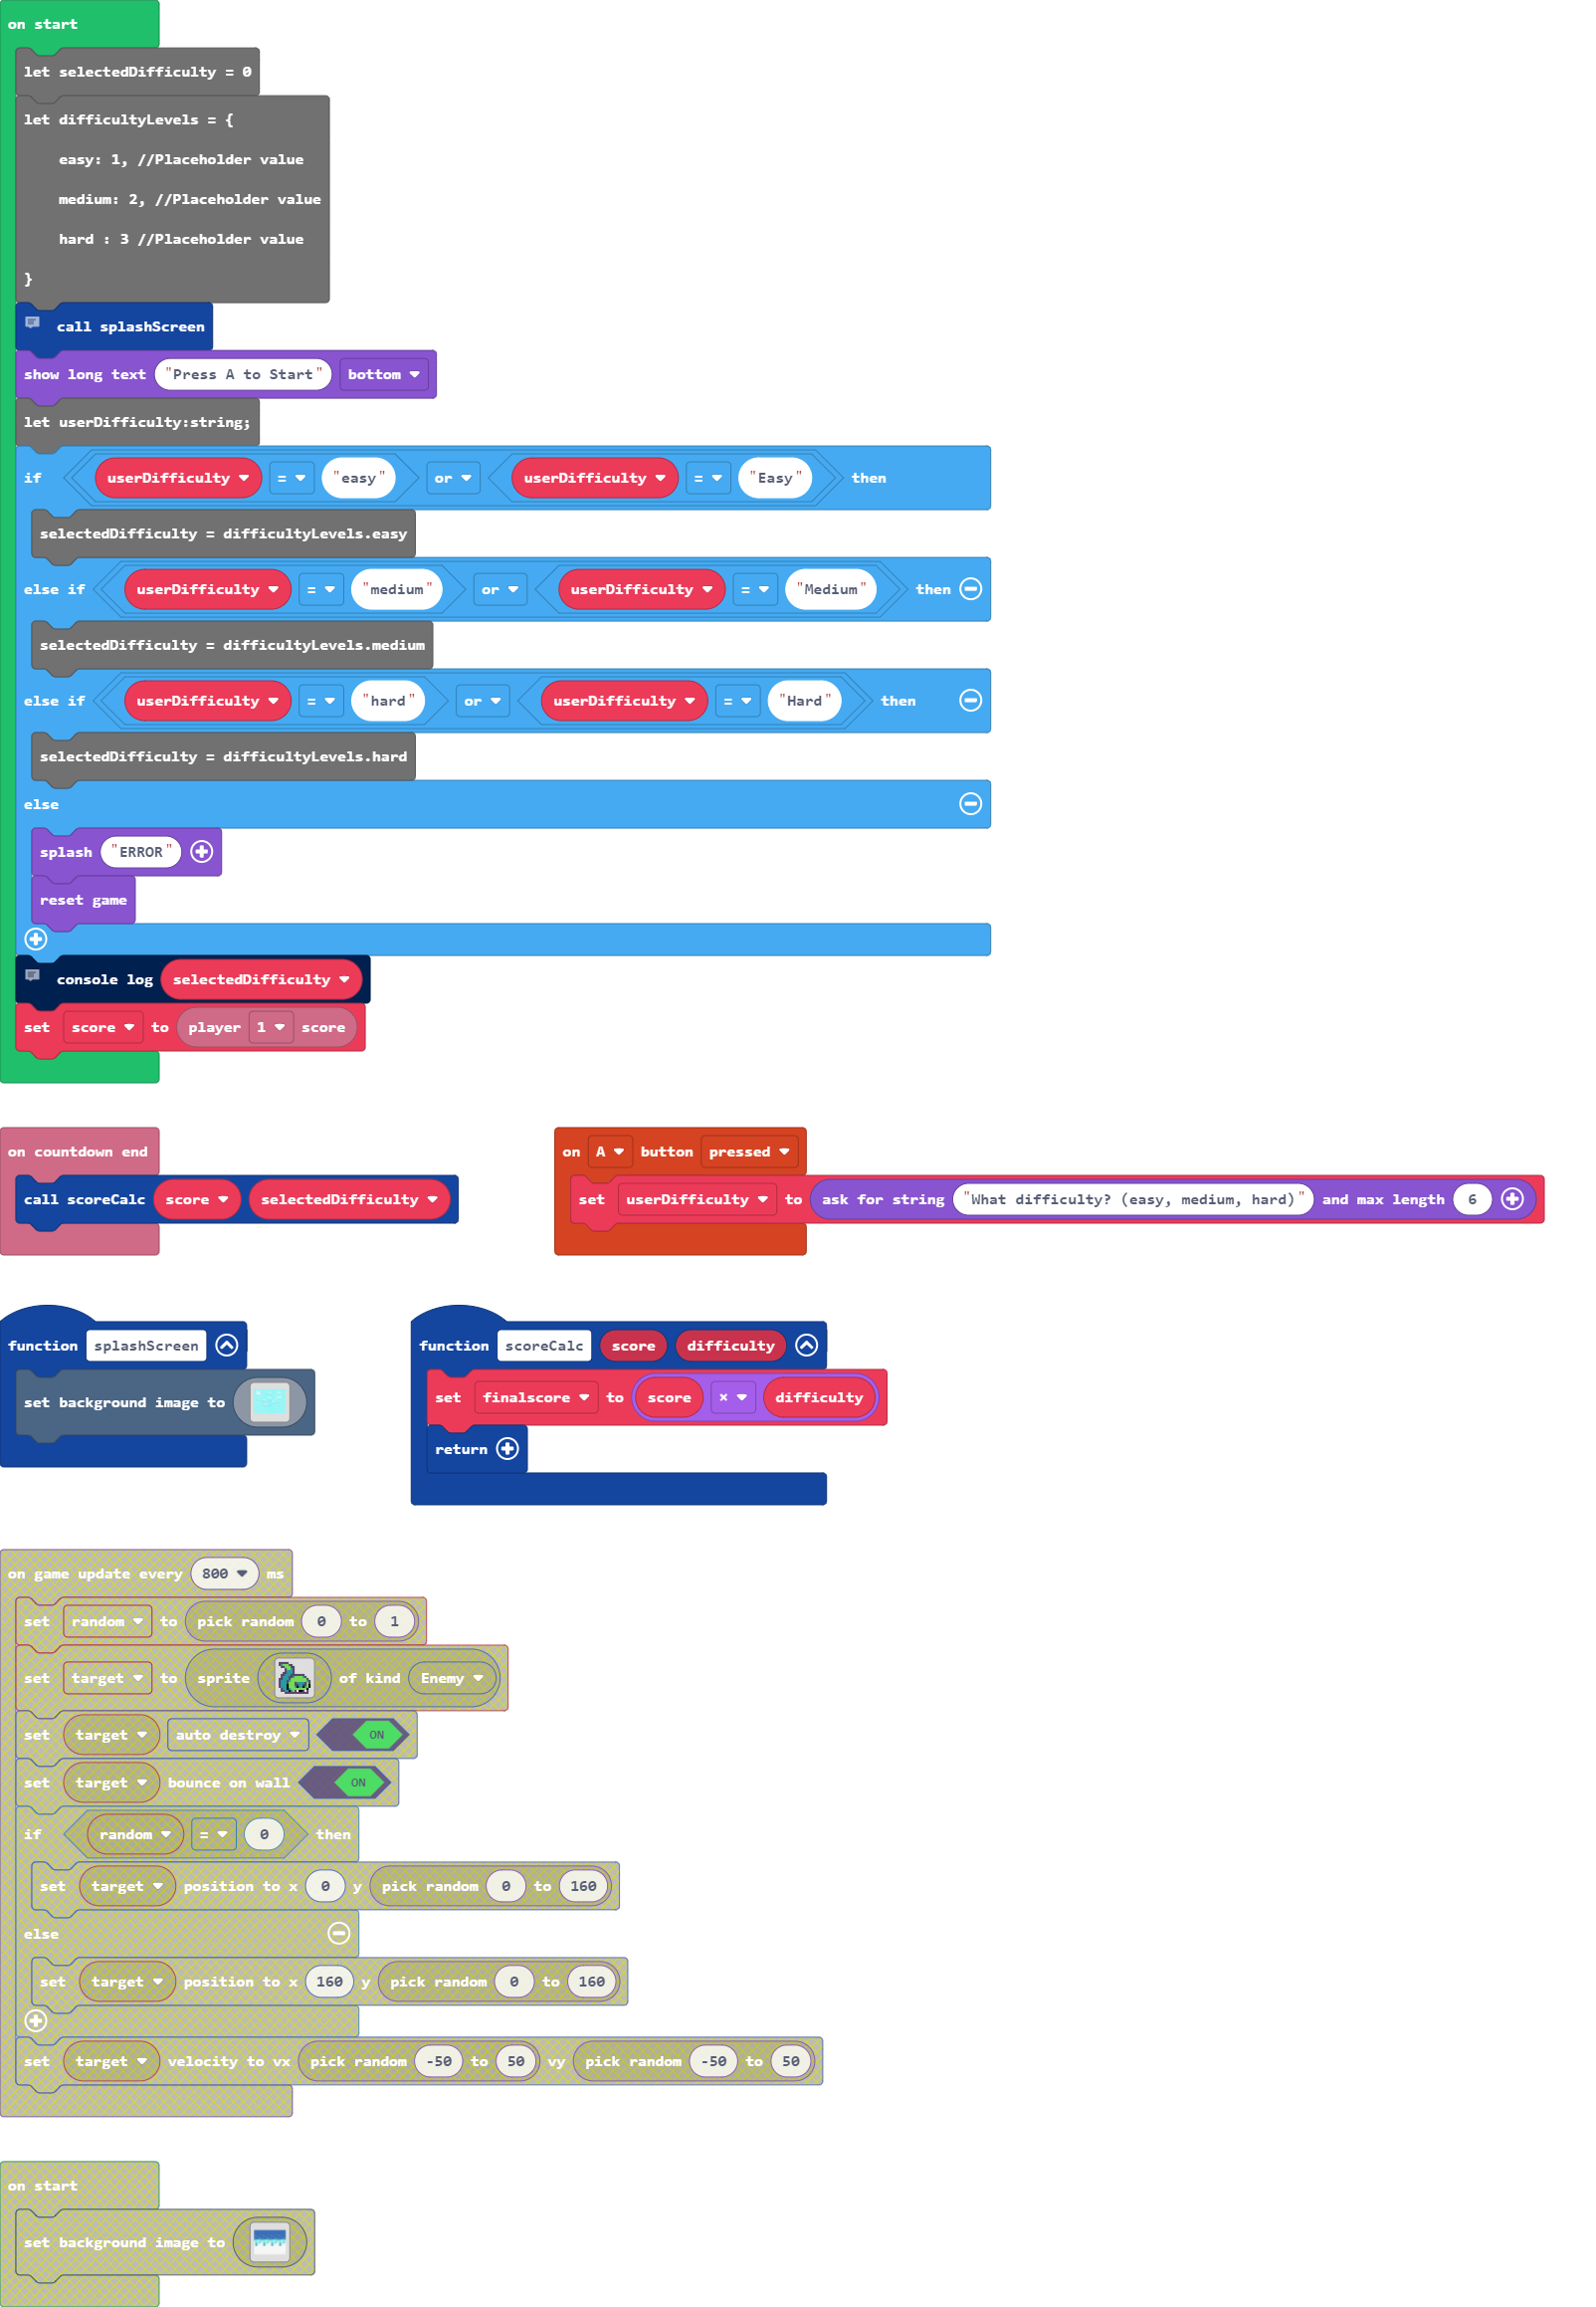 on start
let selectedDifficulty = 0
let difficultyLevels = {
easy: 1, //Placeholder value
medium: 2, //Placeholder value
hard : 3 //Placeholder value
}
call splashScreen
show long text "Press A to Start" bottom
let userDifficulty:string;
if userDifficulty = "easy" or userDifficulty = "Easy" then
selectedDifficulty = difficultyLevels.easy
else if userDifficulty = "medium" or userDifficulty = "Medium" then
selectedDifficulty = difficultyLevels.medium
else if userDifficulty = "hard" or userDifficulty = "Hard" then
selectedDifficulty = difficultyLevels.hard
else
splash "ERROR"
reset game
console log selectedDifficulty
set score to player 1 score
on countdown end
call scoreCalc score selectedDifficulty
on A button pressed
set userDifficulty to ask for string "What difficulty? (easy, medium, hard)" and max length 6
function splashScreen
set background image to
function scoreCalc score difficulty
set finalscore to score × difficulty
return
on game update every 800 ms
set random to pick random 0 to 1
set target to sprite of kind Enemy
set target auto destroy ON
set target bounce on wall ON
if random = 0 then
set target position to x 0 y pick random 0 to 160
else
set target position to x 160 y pick random 0 to 160
set target velocity to vx pick random -50 to 50 vy pick random -50 to 50
on start
set background image to